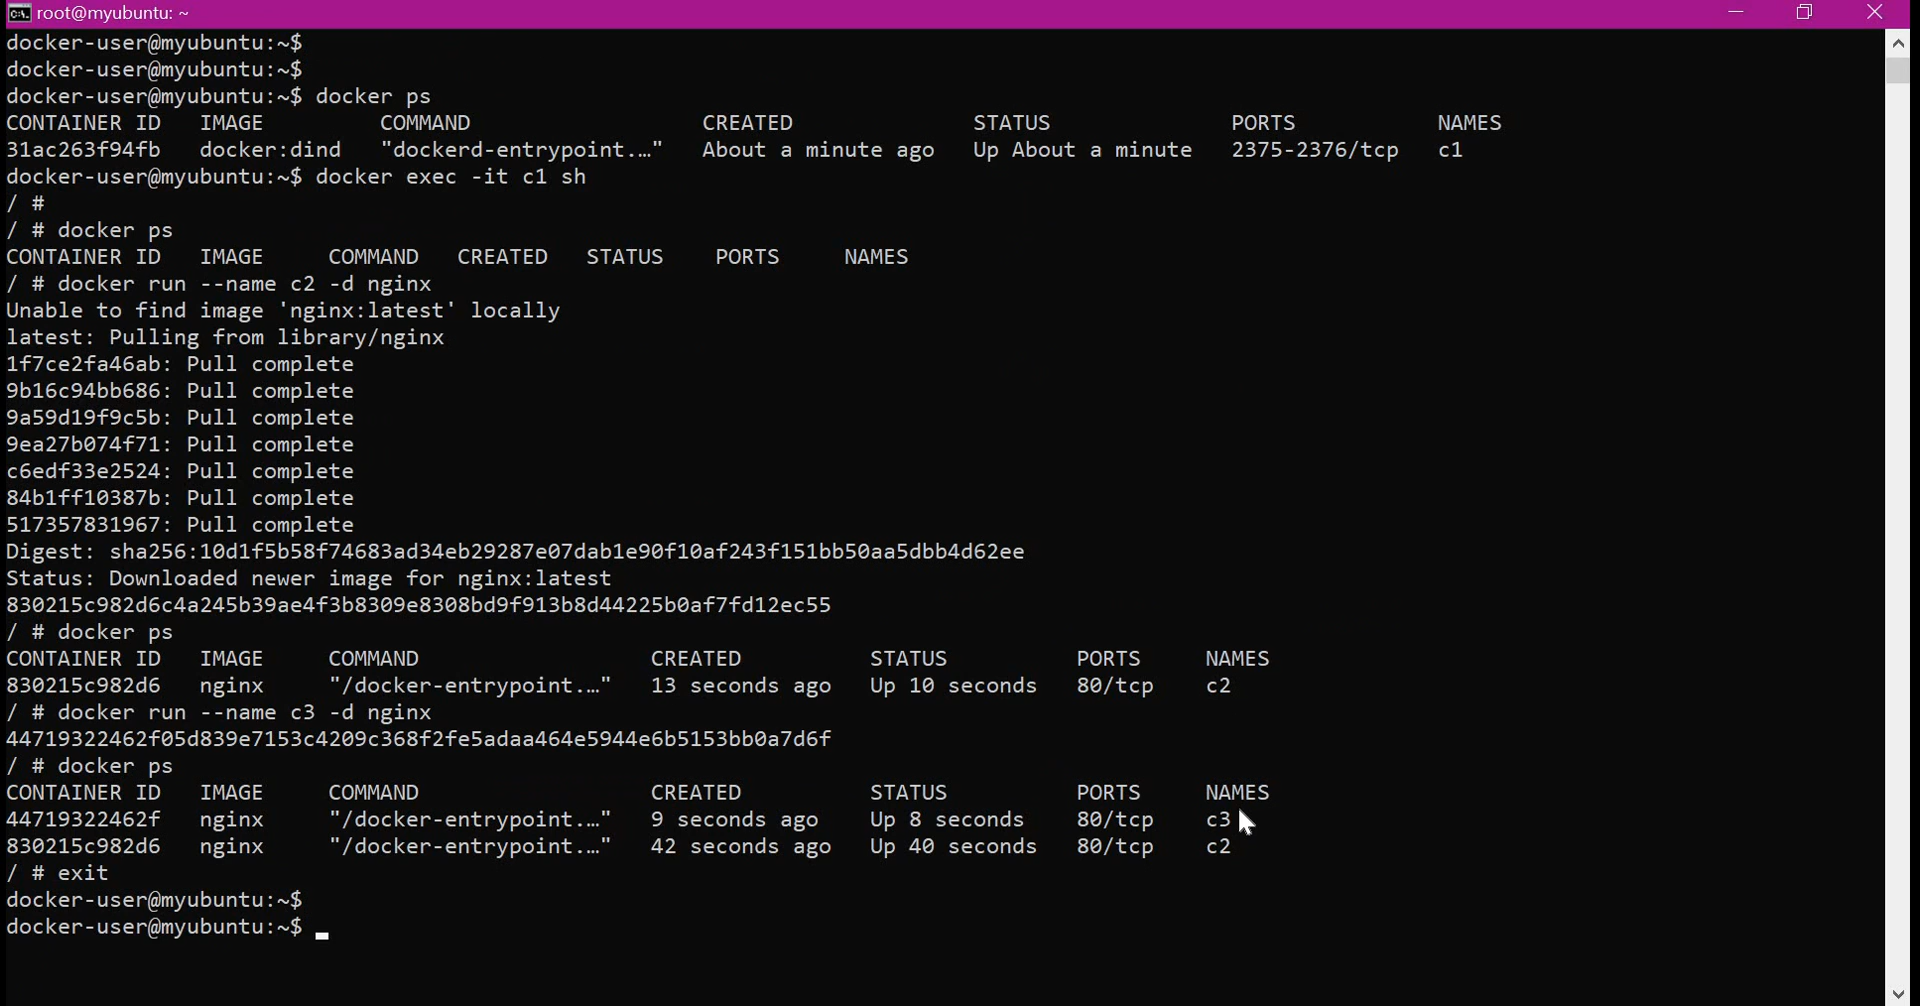 root@myubuntu: ~
docker-user@myubuntu:~$
docker-user@myubuntu:~$
docker-user@myubuntu:~$ docker ps
CONTAINER ID   IMAGE         COMMAND                  CREATED              STATUS              PORTS           NAMES
31ac263f94fb   docker:dind   "dockerd-entrypoint.…"   About a minute ago   Up About a minute   2375-2376/tcp   c1
docker-user@myubuntu:~$ docker exec -it c1 sh
/ #
/ # docker ps
CONTAINER ID   IMAGE     COMMAND   CREATED   STATUS    PORTS     NAMES
/ # docker run --name c2 -d nginx
Unable to find image 'nginx:latest' locally
latest: Pulling from library/nginx
1f7ce2fa46ab: Pull complete
9b16c94bb686: Pull complete
9a59d19f9c5b: Pull complete
9ea27b074f71: Pull complete
c6edf33e2524: Pull complete
84b1ff10387b: Pull complete
517357831967: Pull complete
Digest: sha256:10d1f5b58f74683ad34eb29287e07dab1e90f10af243f151bb50aa5dbb4d62ee
Status: Downloaded newer image for nginx:latest
830215c982d6c4a245b39ae4f3b8309e8308bd9f913b8d44225b0af7fd12ec55
/ # docker ps
CONTAINER ID   IMAGE     COMMAND                  CREATED          STATUS          PORTS     NAMES
830215c982d6   nginx     "/docker-entrypoint.…"   13 seconds ago   Up 10 seconds   80/tcp    c2
/ # docker run --name c3 -d nginx
44719322462f05d839e7153c4209c368f2fe5adaa464e5944e6b5153bb0a7d6f
/ # docker ps
CONTAINER ID   IMAGE     COMMAND                  CREATED          STATUS          PORTS     NAMES
44719322462f   nginx     "/docker-entrypoint.…"   9 seconds ago    Up 8 seconds    80/tcp    c3
830215c982d6   nginx     "/docker-entrypoint.…"   42 seconds ago   Up 40 seconds   80/tcp    c2
/ # exit
docker-user@myubuntu:~$
docker-user@myubuntu:~$